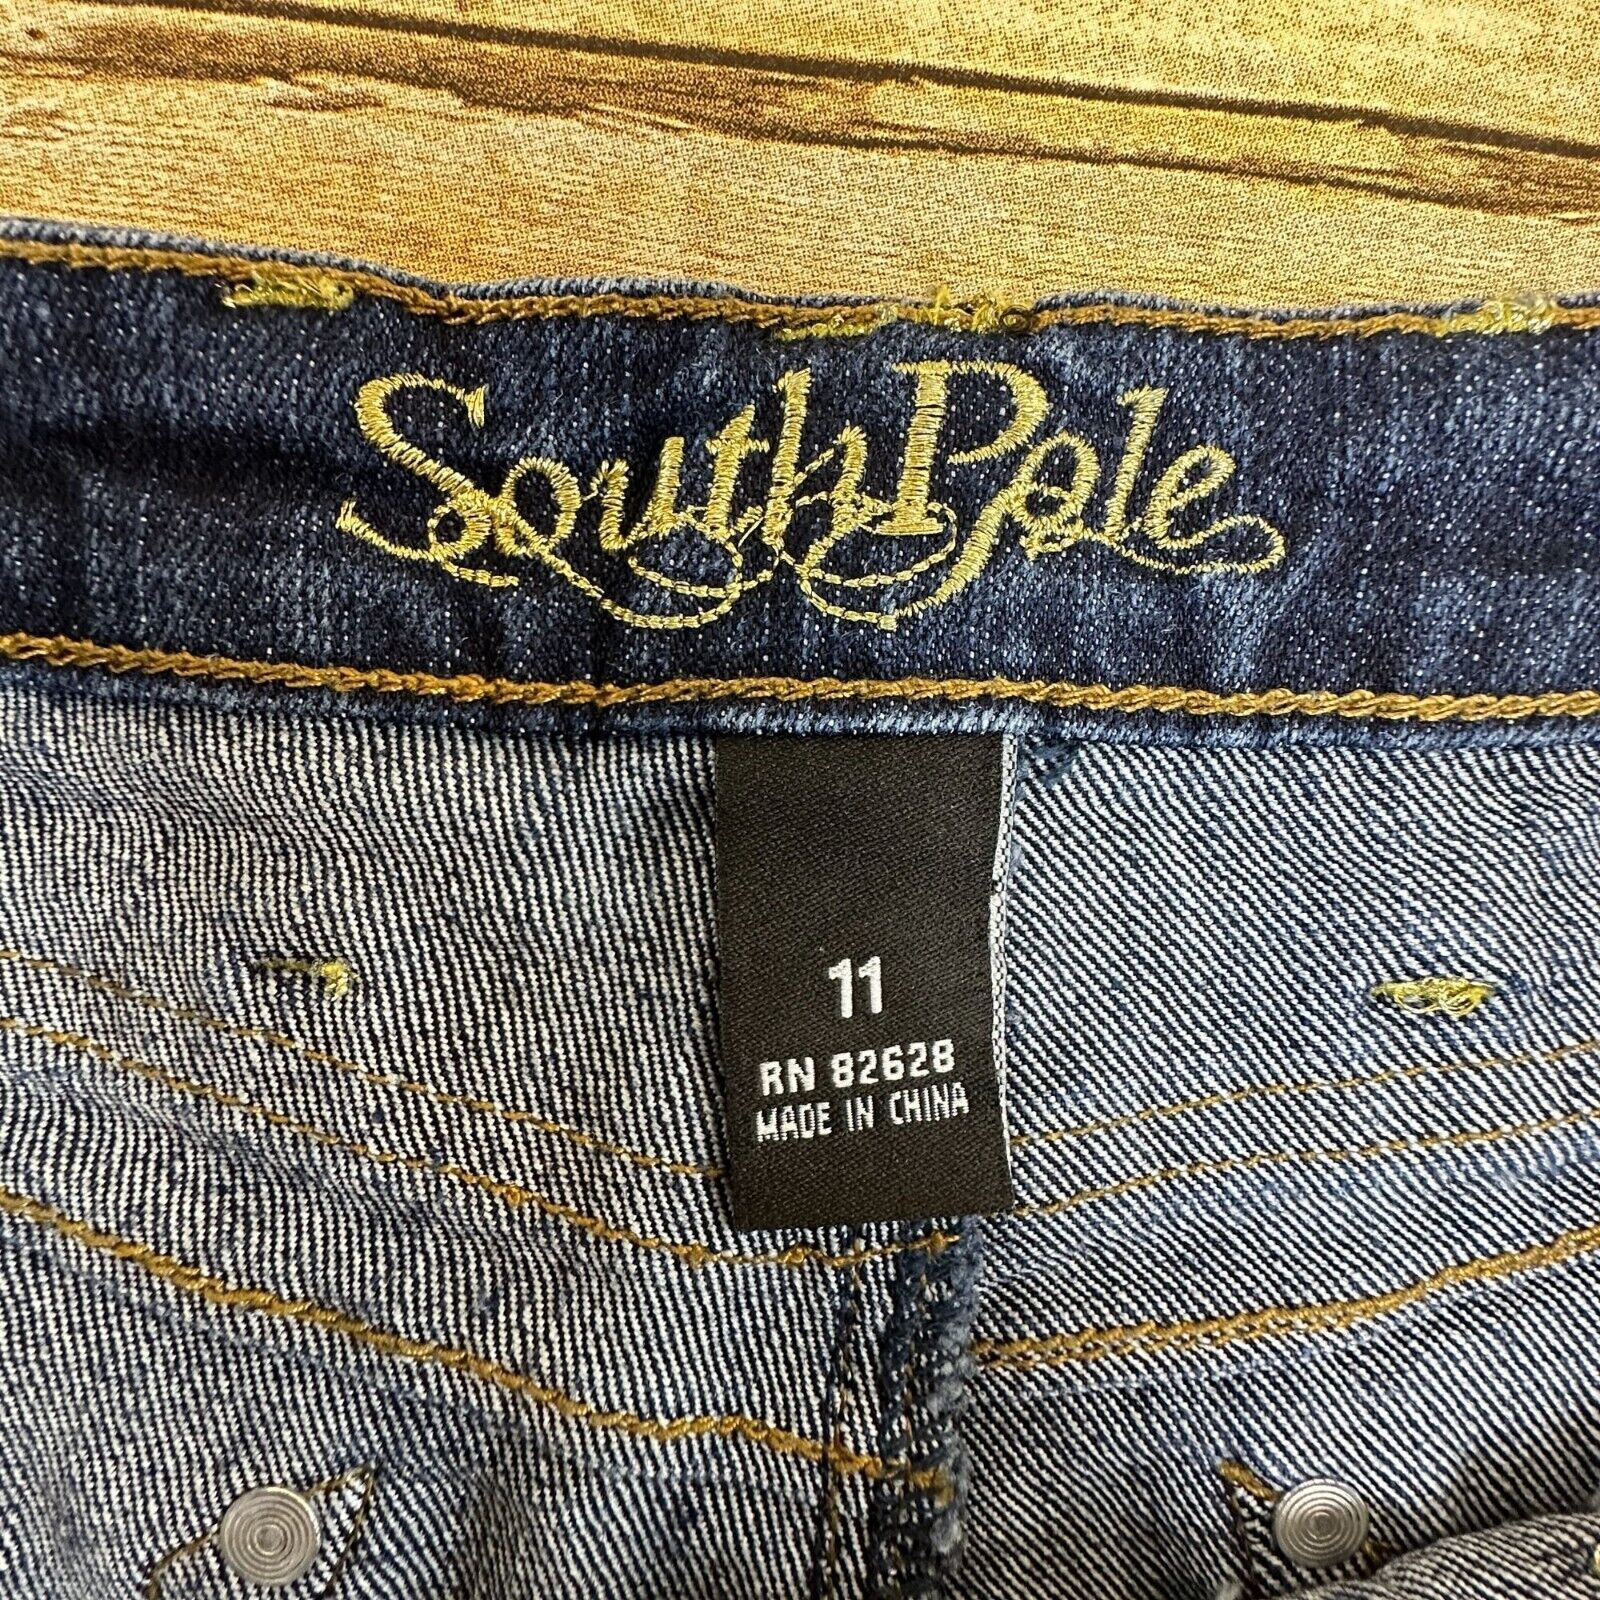 SouthPole
11
RN 82628
MADE IN CHINA